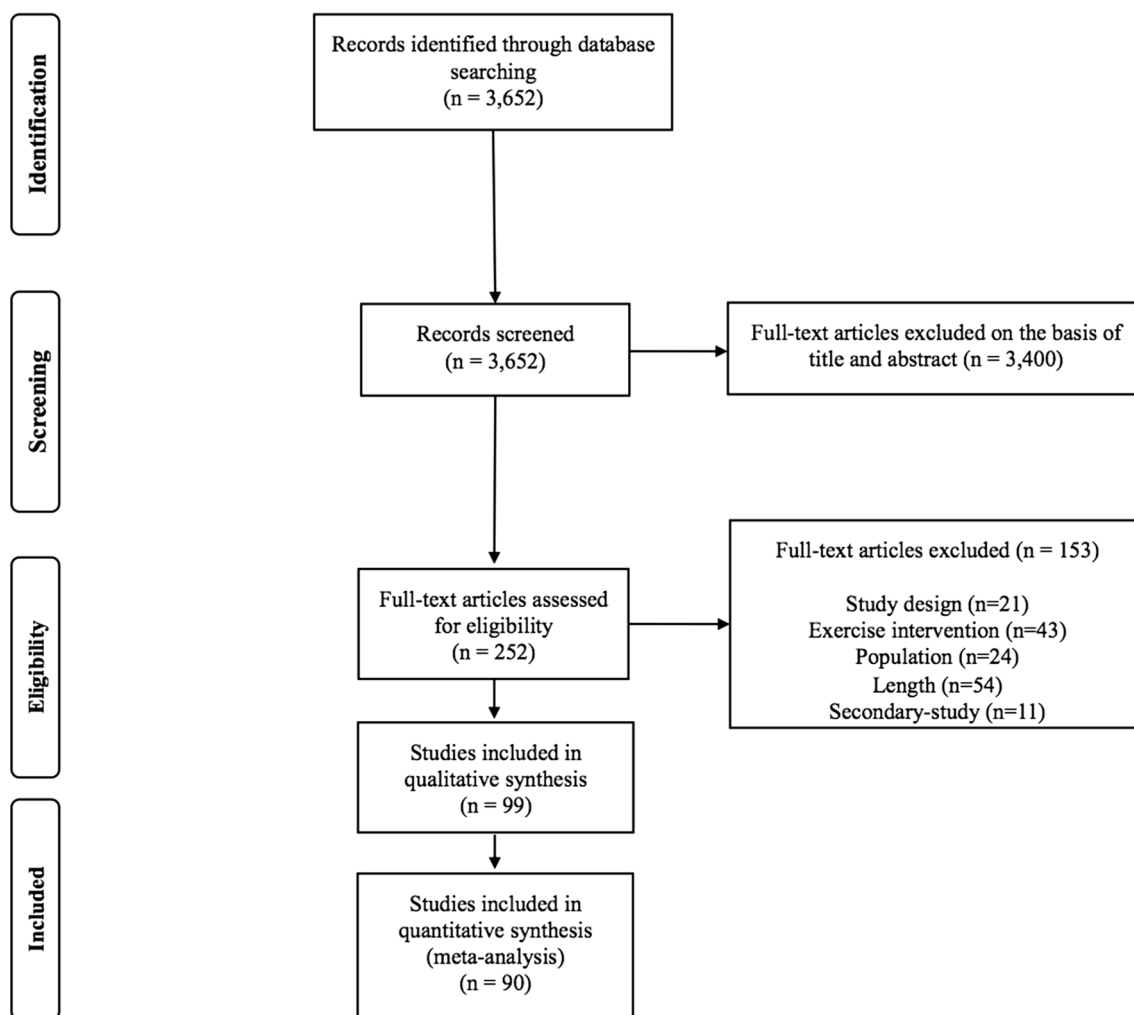 Identification
Records identified through database
searching
(n = 3,652)
Screening
Records screened
(n = 3,652)
Full-text articles excluded on the basis of
title and abstract (n = 3,400)
Eligibility
Full-text articles assessed
for eligibility
(n = 252)
Full-text articles excluded (n = 153)
Study design (n=21)
Exercise intervention (n=43)
Population (n=24)
Length (n=54)
Secondary-study (n=11)
Studies included in
qualitative synthesis
(n = 99)
Included
Studies included in
quantitative synthesis
(meta-analysis)
(n = 90)